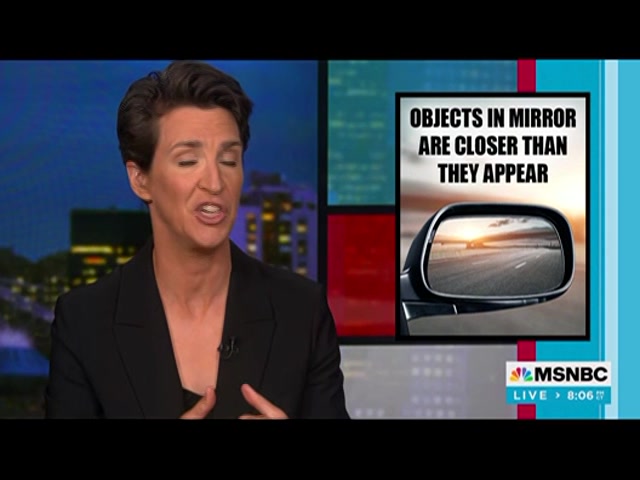 OBJECTS IN MIRROR
ARE CLOSER THAN
THEY APPEAR
MSNBC
LIVE > 8:06